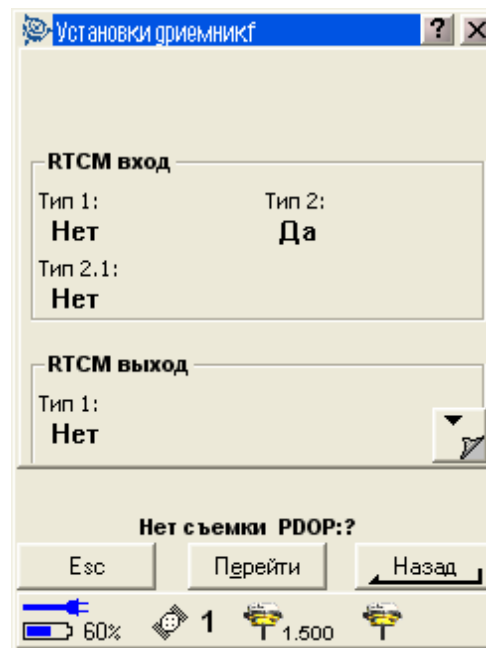 Установки qриемникf
? X
RTCM вход
Тип 1: Тип 2:
Нет Да
Тип 2.1:
Нет
RTCM выход
Тип 1:
Нет
Нет съемки PDOP:?
Esc Перейти Назад
60% 1 1.500